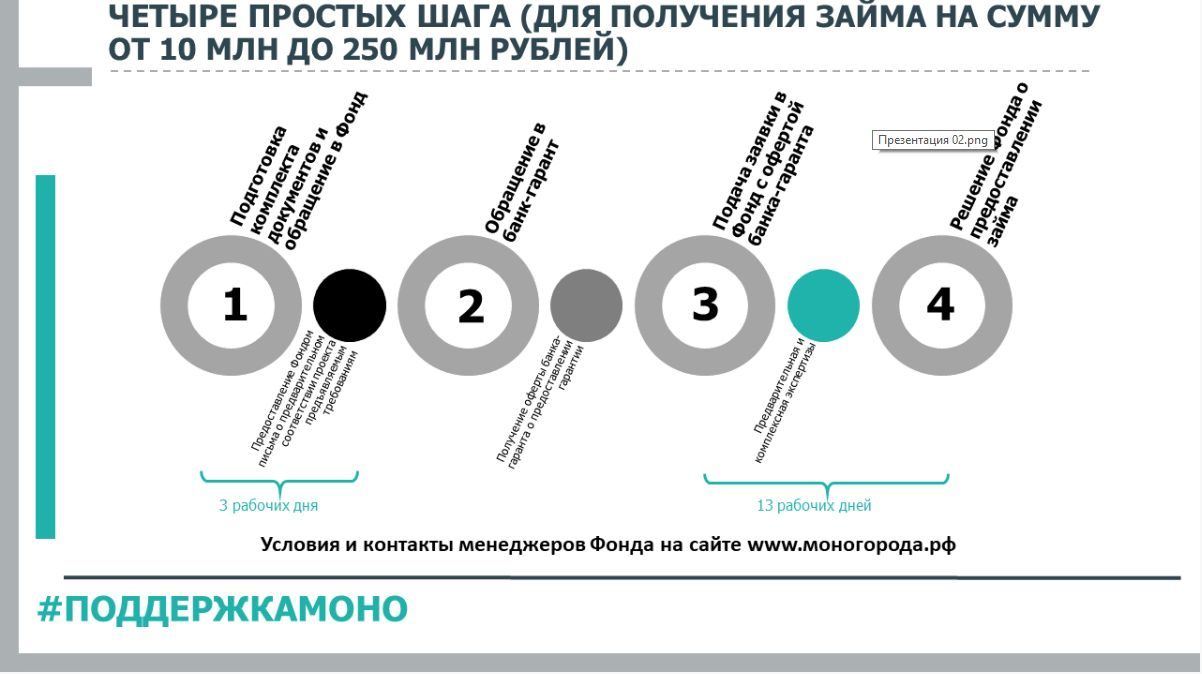 ЧЕТЫРЕ ПРОСТЫХ ШАГА (ДЛЯ ПОЛУЧЕНИЯ ЗАЙМА НА СУММУ
ОТ 10 МЛН ДО 250 МЛН РУБЛЕЙ)
Подготовка
комплекта
документов и
обращение в Фонд
Обращение в
банк-гарант
Подача заявки в
Фонд с офертой
банка-гаранта
Презентация 02.png
Решение Фонда о
предоставлении
займа
1
2
3
4
Предоставление Фондом
письма о предварительном
соответствии проекта
предъявляемым
требованиям
Получение оферты банка-
гаранта о предоставлении
гарантии
Предварительная и
комплексная экспертизы
3 рабочих дня
13 рабочих дней
Условия и контакты менеджеров Фонда на сайте www.моногорода.рф
#ПОДДЕРЖКАМОНО